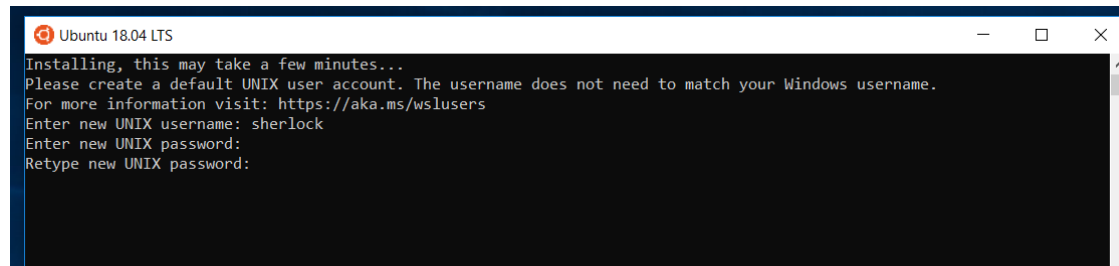 Ubuntu 18.04 LTS
Installing, this may take a few minutes...
Please create a default UNIX user account. The username does not need to match your Windows username.
For more information visit: https://aka.ms/wslusers
Enter new UNIX username: sherlock
Enter new UNIX password:
Retype new UNIX password: